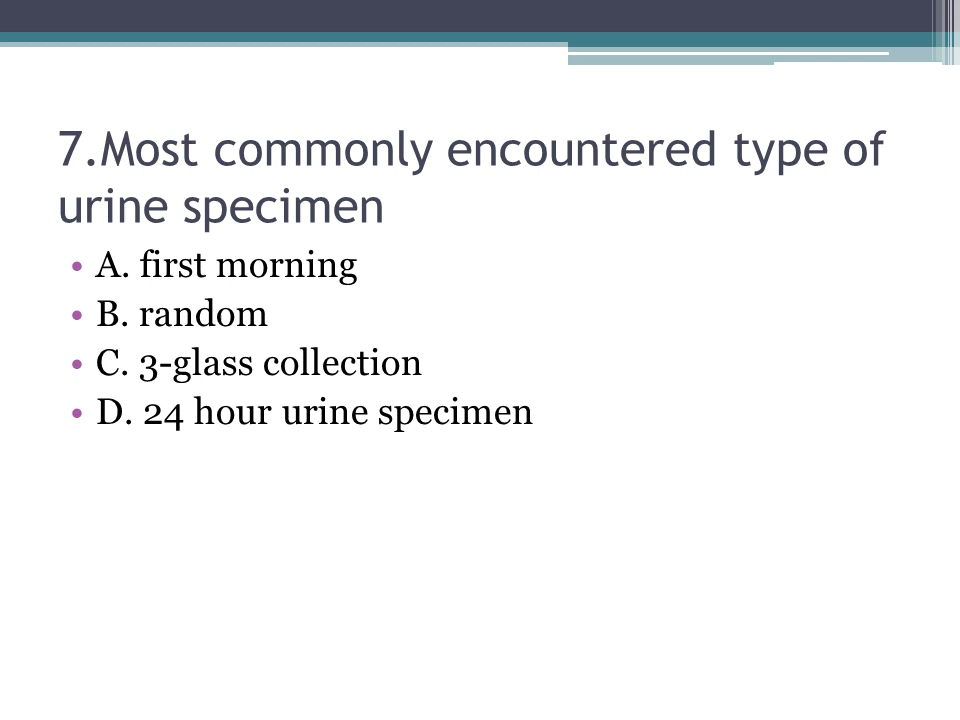 7.Most commonly encountered type of
urine specimen
• A. first morning
• B. random
• C. 3-glass collection
• D. 24 hour urine specimen